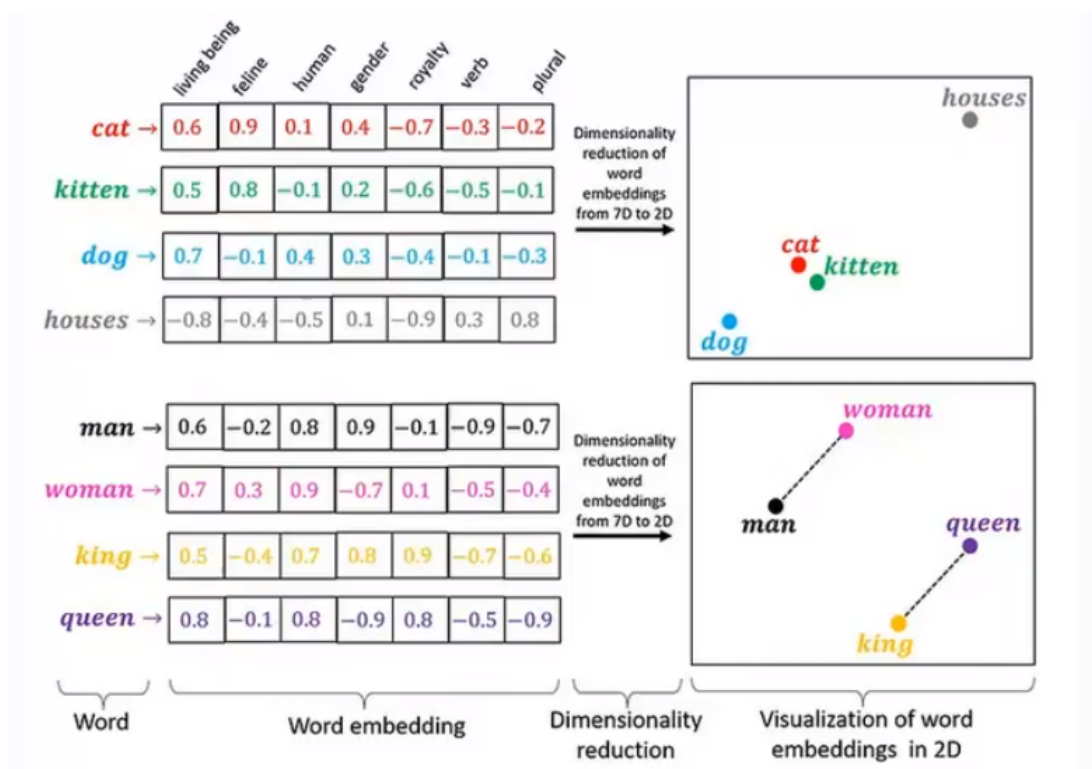 living being feline human gender royalty verb plural
cat → 0.6 0.9 0.1 0.4 −0.7 −0.3 −0.2
kitten → 0.5 0.8 −0.1 0.2 −0.6 −0.5 −0.1
dog → 0.7 −0.1 0.4 0.3 −0.4 −0.1 −0.3
houses → −0.8 −0.4 −0.5 0.1 −0.9 0.3 0.8
Dimensionality
reduction of
word
embeddings
from 7D to 2D
houses
cat
kitten
dog
man → 0.6 −0.2 0.8 0.9 −0.1 −0.9 −0.7
woman → 0.7 0.3 0.9 −0.7 0.1 −0.5 −0.4
king → 0.5 −0.4 0.7 0.8 0.9 −0.7 −0.6
queen → 0.8 −0.1 0.8 −0.9 0.8 −0.5 −0.9
Dimensionality
reduction of
word
embeddings
from 7D to 2D
woman
man
queen
king
Word
Word embedding
Dimensionality
reduction
Visualization of word
embeddings in 2D